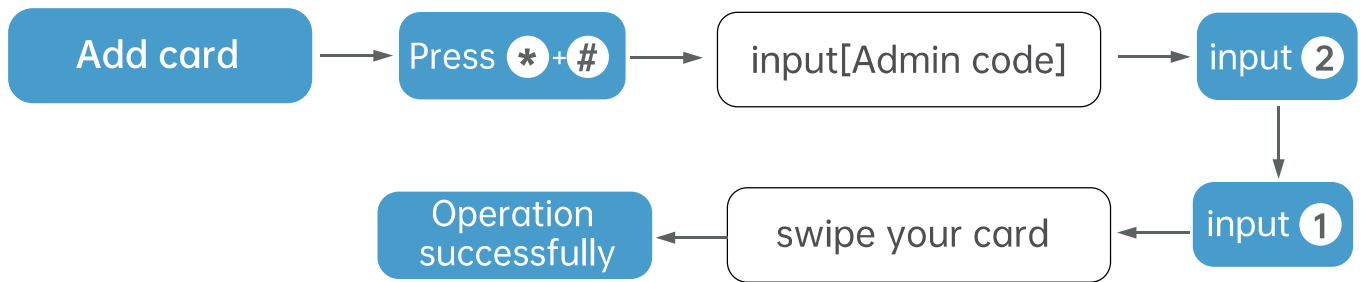 Add card
Press *+#
input[Admin code]
input 2
input 1
swipe your card
Operation
successfully